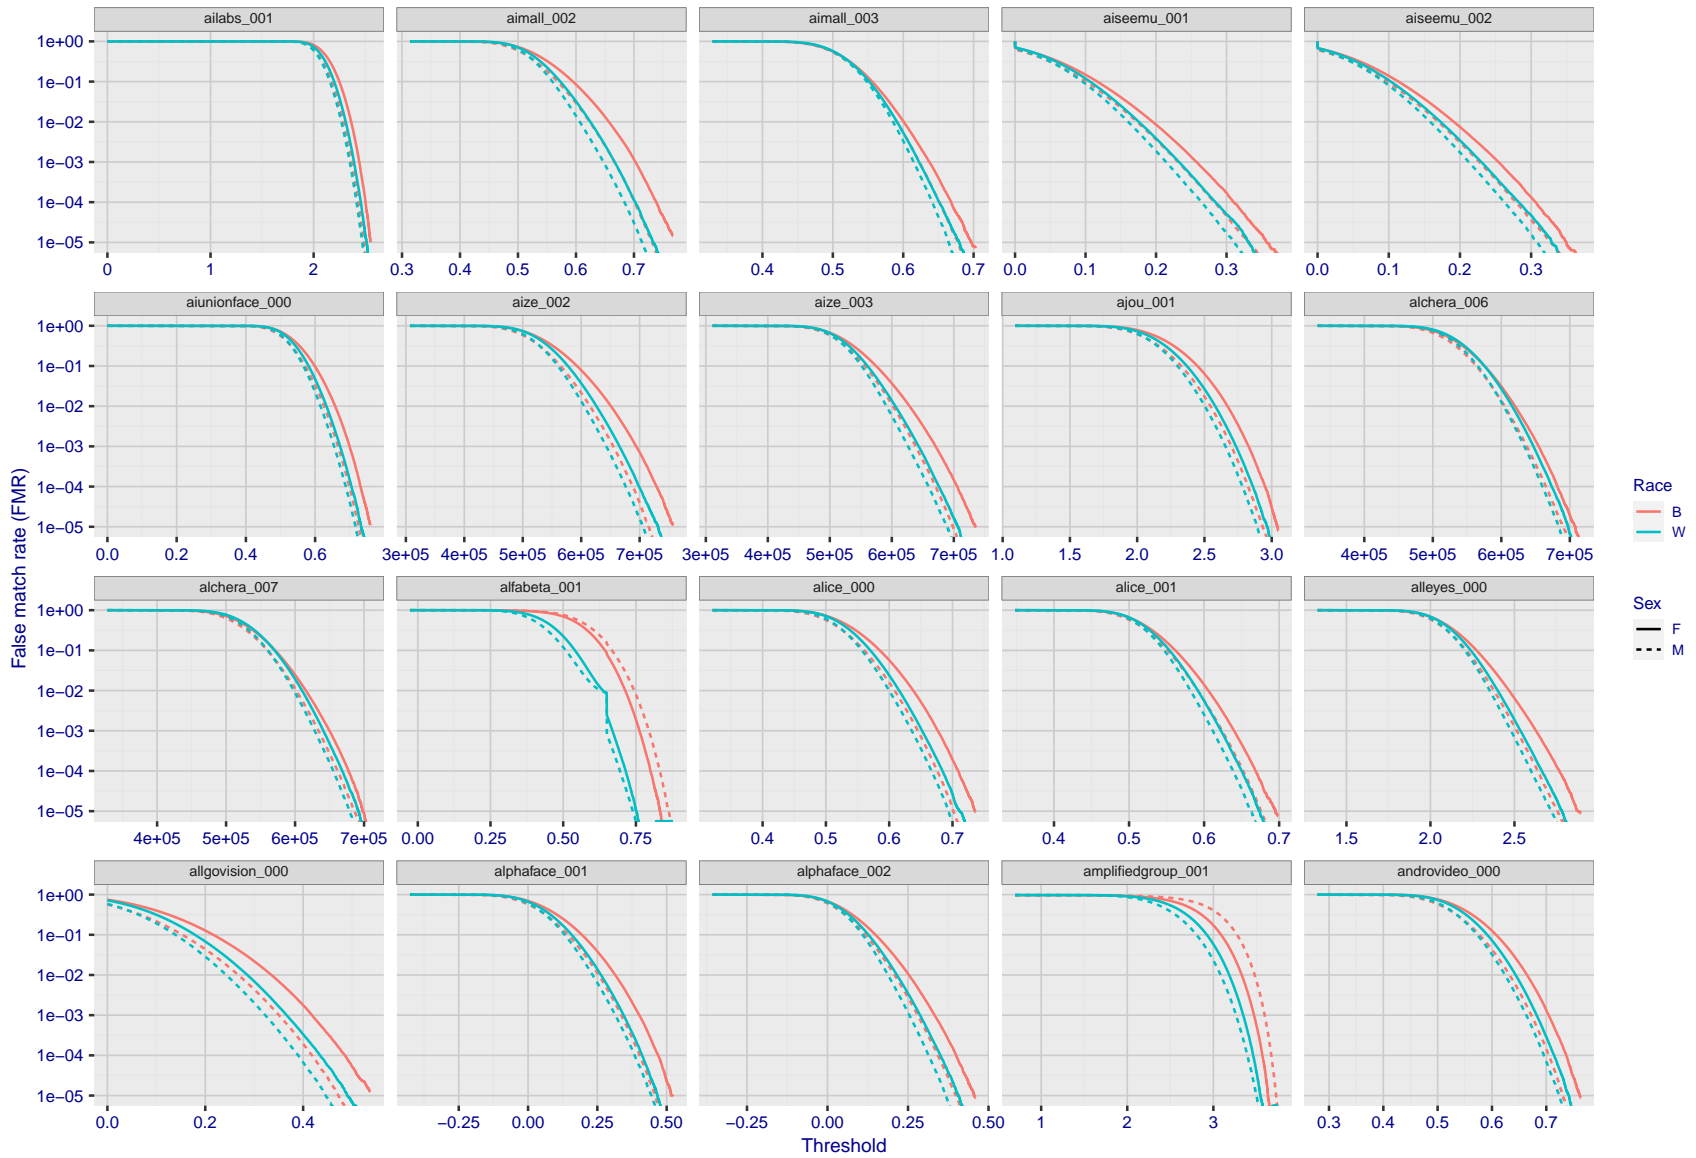 ailabs_001 aimall_002 aimall_003 aiseemu_001 aiseemu_002
1e+00
1e−01
1e−02
1e−03
1e−04
1e−05
0 1 2 0.3 0.4 0.5 0.6 0.7 0.4 0.5 0.6 0.7 0.0 0.1 0.2 0.3 0.0 0.1 0.2 0.3
aiunionface_000 aize_002 aize_003 ajou_001 alchera_006
1e+00
1e−01
1e−02
1e−03
1e−04
1e−05
0.0 0.2 0.4 0.6 3e+05 4e+05 5e+05 6e+05 7e+05 3e+05 4e+05 5e+05 6e+05 7e+05 1.0 1.5 2.0 2.5 3.0 4e+05 5e+05 6e+05 7e+05
alchera_007 alfabeta_001 alice_000 alice_001 alleyes_000
1e+00
1e−01
1e−02
1e−03
1e−04
1e−05
4e+05 5e+05 6e+05 7e+05 0.00 0.25 0.50 0.75 0.4 0.5 0.6 0.7 0.4 0.5 0.6 0.7 1.5 2.0 2.5
allgovision_000 alphaface_001 alphaface_002 amplifiedgroup_001 androvideo_000
1e+00
1e−01
1e−02
1e−03
1e−04
1e−05
0.0 0.2 0.4 −0.25 0.00 0.25 0.50 −0.25 0.00 0.25 0.50 1 2 3 0.3 0.4 0.5 0.6 0.7
Threshold
False match rate (FMR)
Race
B
W
Sex
F
M